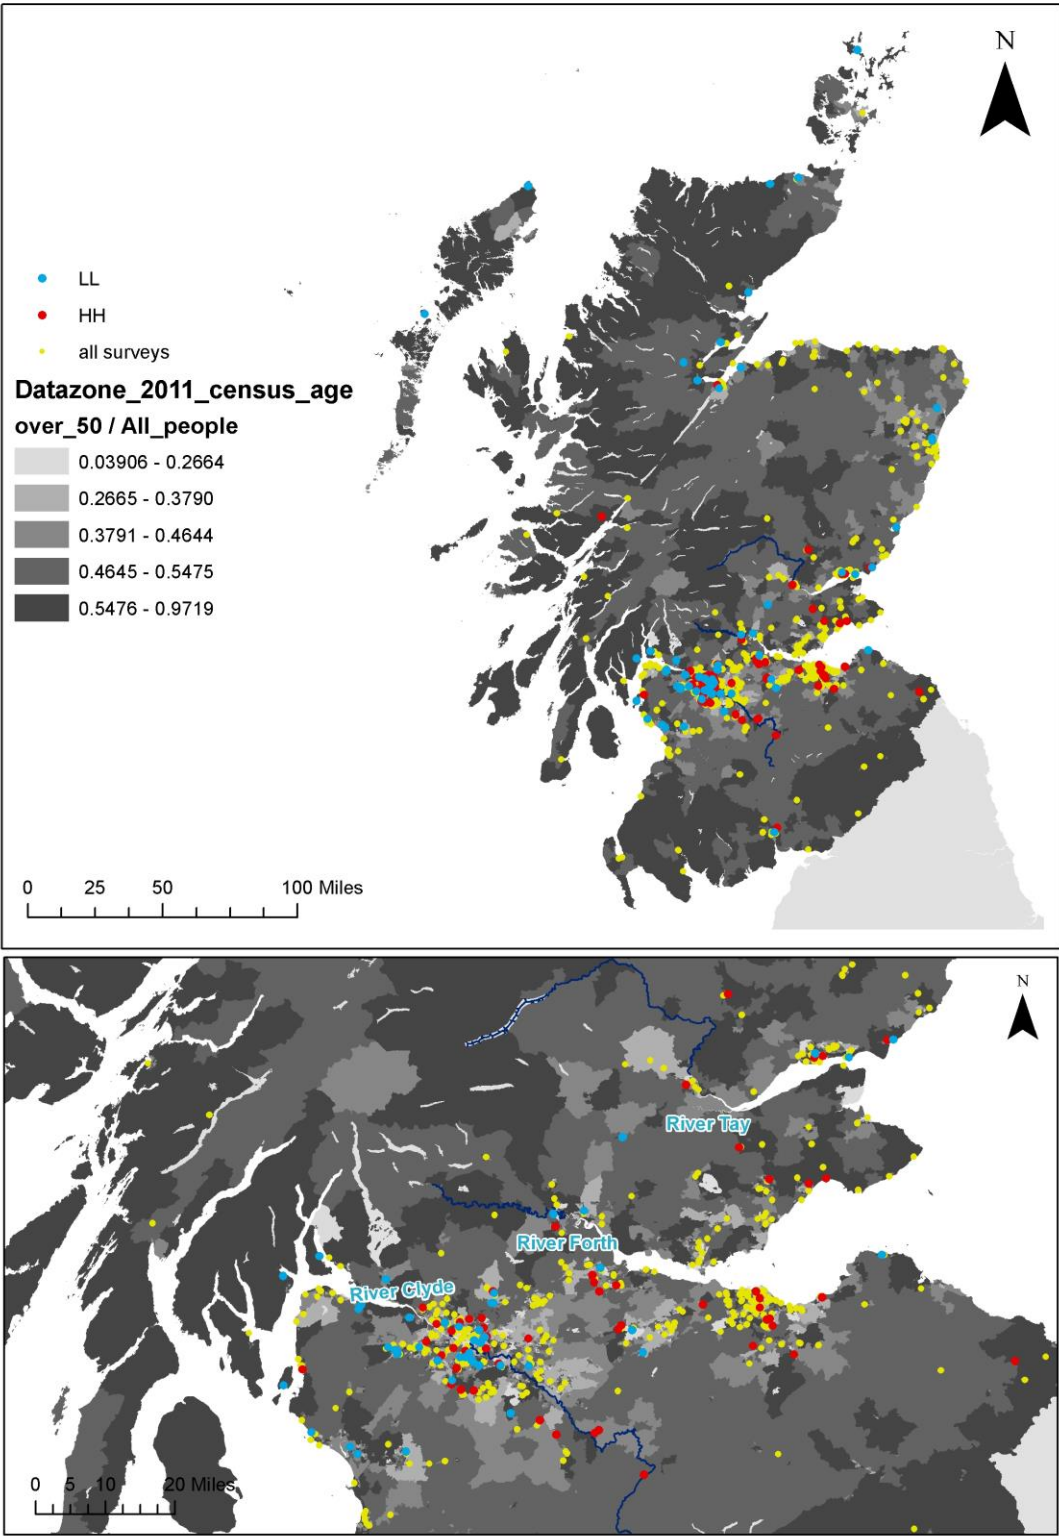 N
LL
HH
all surveys
Datazone_2011_census_age
over_50 / All_people
0.03906 - 0.2664
0.2665 - 0.3790
0.3791 - 0.4644
0.4645 - 0.5475
0.5476 - 0.9719
0 25 50 100 Miles
N
River Tay
River Forth
River Clyde
0 5 10 20 Miles